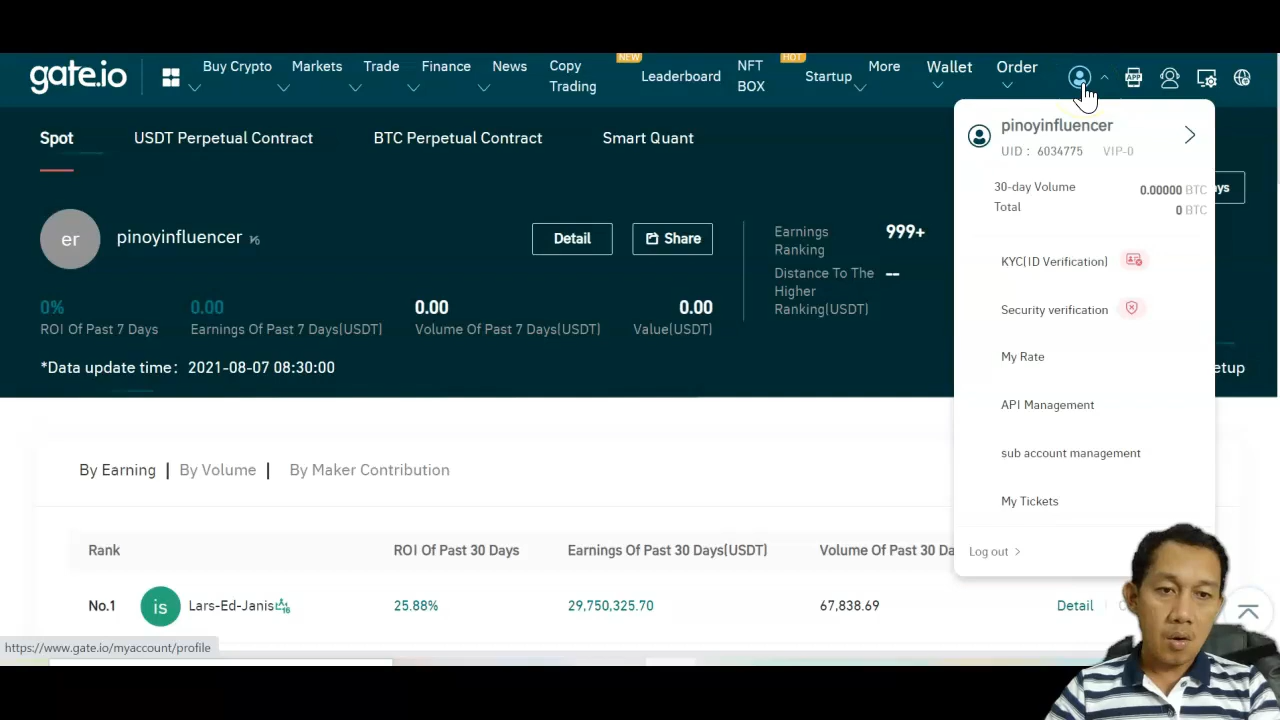 gate.io
Buy Crypto
Markets
Trade
Finance
News
Copy
Trading
NEW
Leaderboard
NFT
BOX
HOT
Startup
More
Wallet
Order
APP
Spot
USDT Perpetual Contract
BTC Perpetual Contract
Smart Quant
er
pinoyinfluencer
Detail
Share
0%
ROI Of Past 7 Days
0.00
Earnings Of Past 7 Days(USDT)
0.00
Volume Of Past 7 Days(USDT)
0.00
Value(USDT)
Earnings
Ranking
999+
Distance To The
Higher
Ranking(USDT)
--
*Data update time: 2021-08-07 08:30:00
pinoyinfluencer
UID : 6034775 VIP-0
30-day Volume 0.00000 BTC
Total 0 BTC
KYC(ID Verification)
Security verification
My Rate
API Management
sub account management
My Tickets
Log out >
ays
etup
By Earning | By Volume | By Maker Contribution
Rank ROI Of Past 30 Days Earnings Of Past 30 Days(USDT) Volume Of Past 30 Da
No.1 is Lars-Ed-Janis 25.88% 29,750,325.70 67,838.69 Detail
https://www.gate.io/myaccount/profile